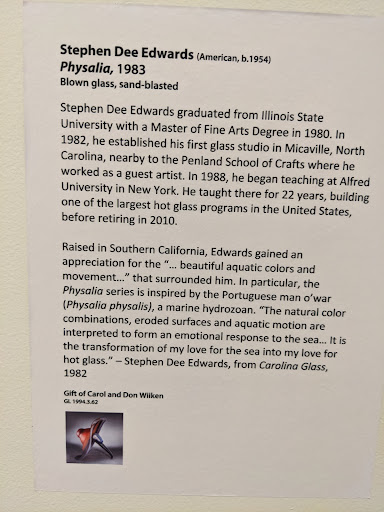 Stephen Dee Edwards (American, b.1954)
Physalia, 1983
Blown glass, sand-blasted
Stephen Dee Edwards graduated from Illinois State
University with a Master of Fine Arts Degree in 1980. In
1982, he established his first glass studio in Micaville, North
Carolina, nearby to the Penland School of Crafts where he
worked as a guest artist. In 1988, he began teaching at Alfred
University in New York. He taught there for 22 years, building
one of the largest hot glass programs in the United States,
before retiring in 2010.
Raised in Southern California, Edwards gained an
appreciation for the “... beautiful aquatic colors and
movement...” that surrounded him. In particular, the
Physalia series is inspired by the Portuguese man o’war
(Physalia physalis), a marine hydrozoan. “The natural color
combinations, eroded surfaces and aquatic motion are
interpreted to form an emotional response to the sea... It is
the transformation of my love for the sea into my love for
hot glass.” – Stephen Dee Edwards, from Carolina Glass,
1982
Gift of Carol and Don Wiiken
GL 1994.3.62